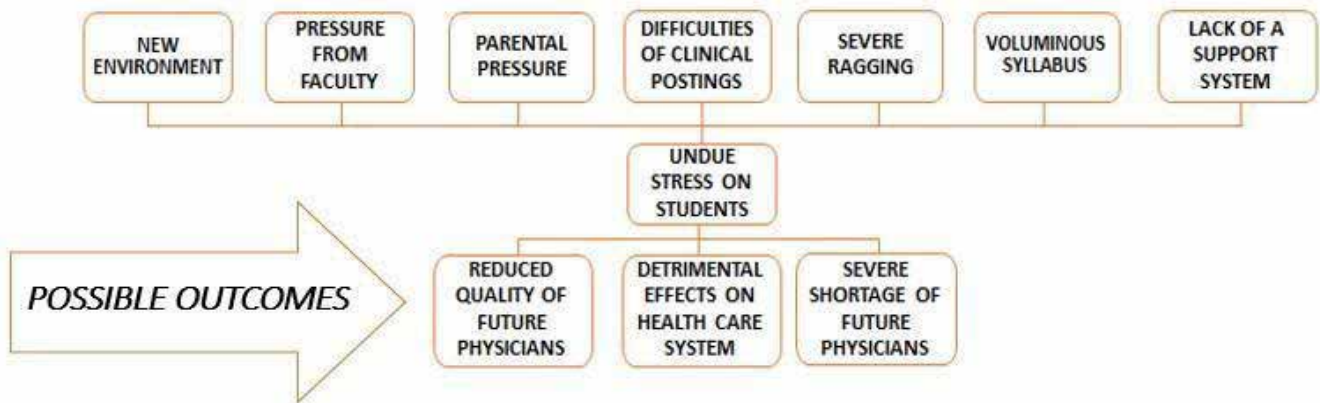 NEW
ENVIRONMENT
PRESSURE
FROM
FACULTY
PARENTAL
PRESSURE
DIFFICULTIES
OF CLINICAL
POSTINGS
SEVERE
RAGGING
VOLUMINOUS
SYLLABUS
LACK OF A
SUPPORT
SYSTEM
UNDUE
STRESS ON
STUDENTS
POSSIBLE OUTCOMES
REDUCED
QUALITY OF
FUTURE
PHYSICIANS
DETRIMENTAL
EFFECTS ON
HEALTH CARE
SYSTEM
SEVERE
SHORTAGE OF
FUTURE
PHYSICIANS